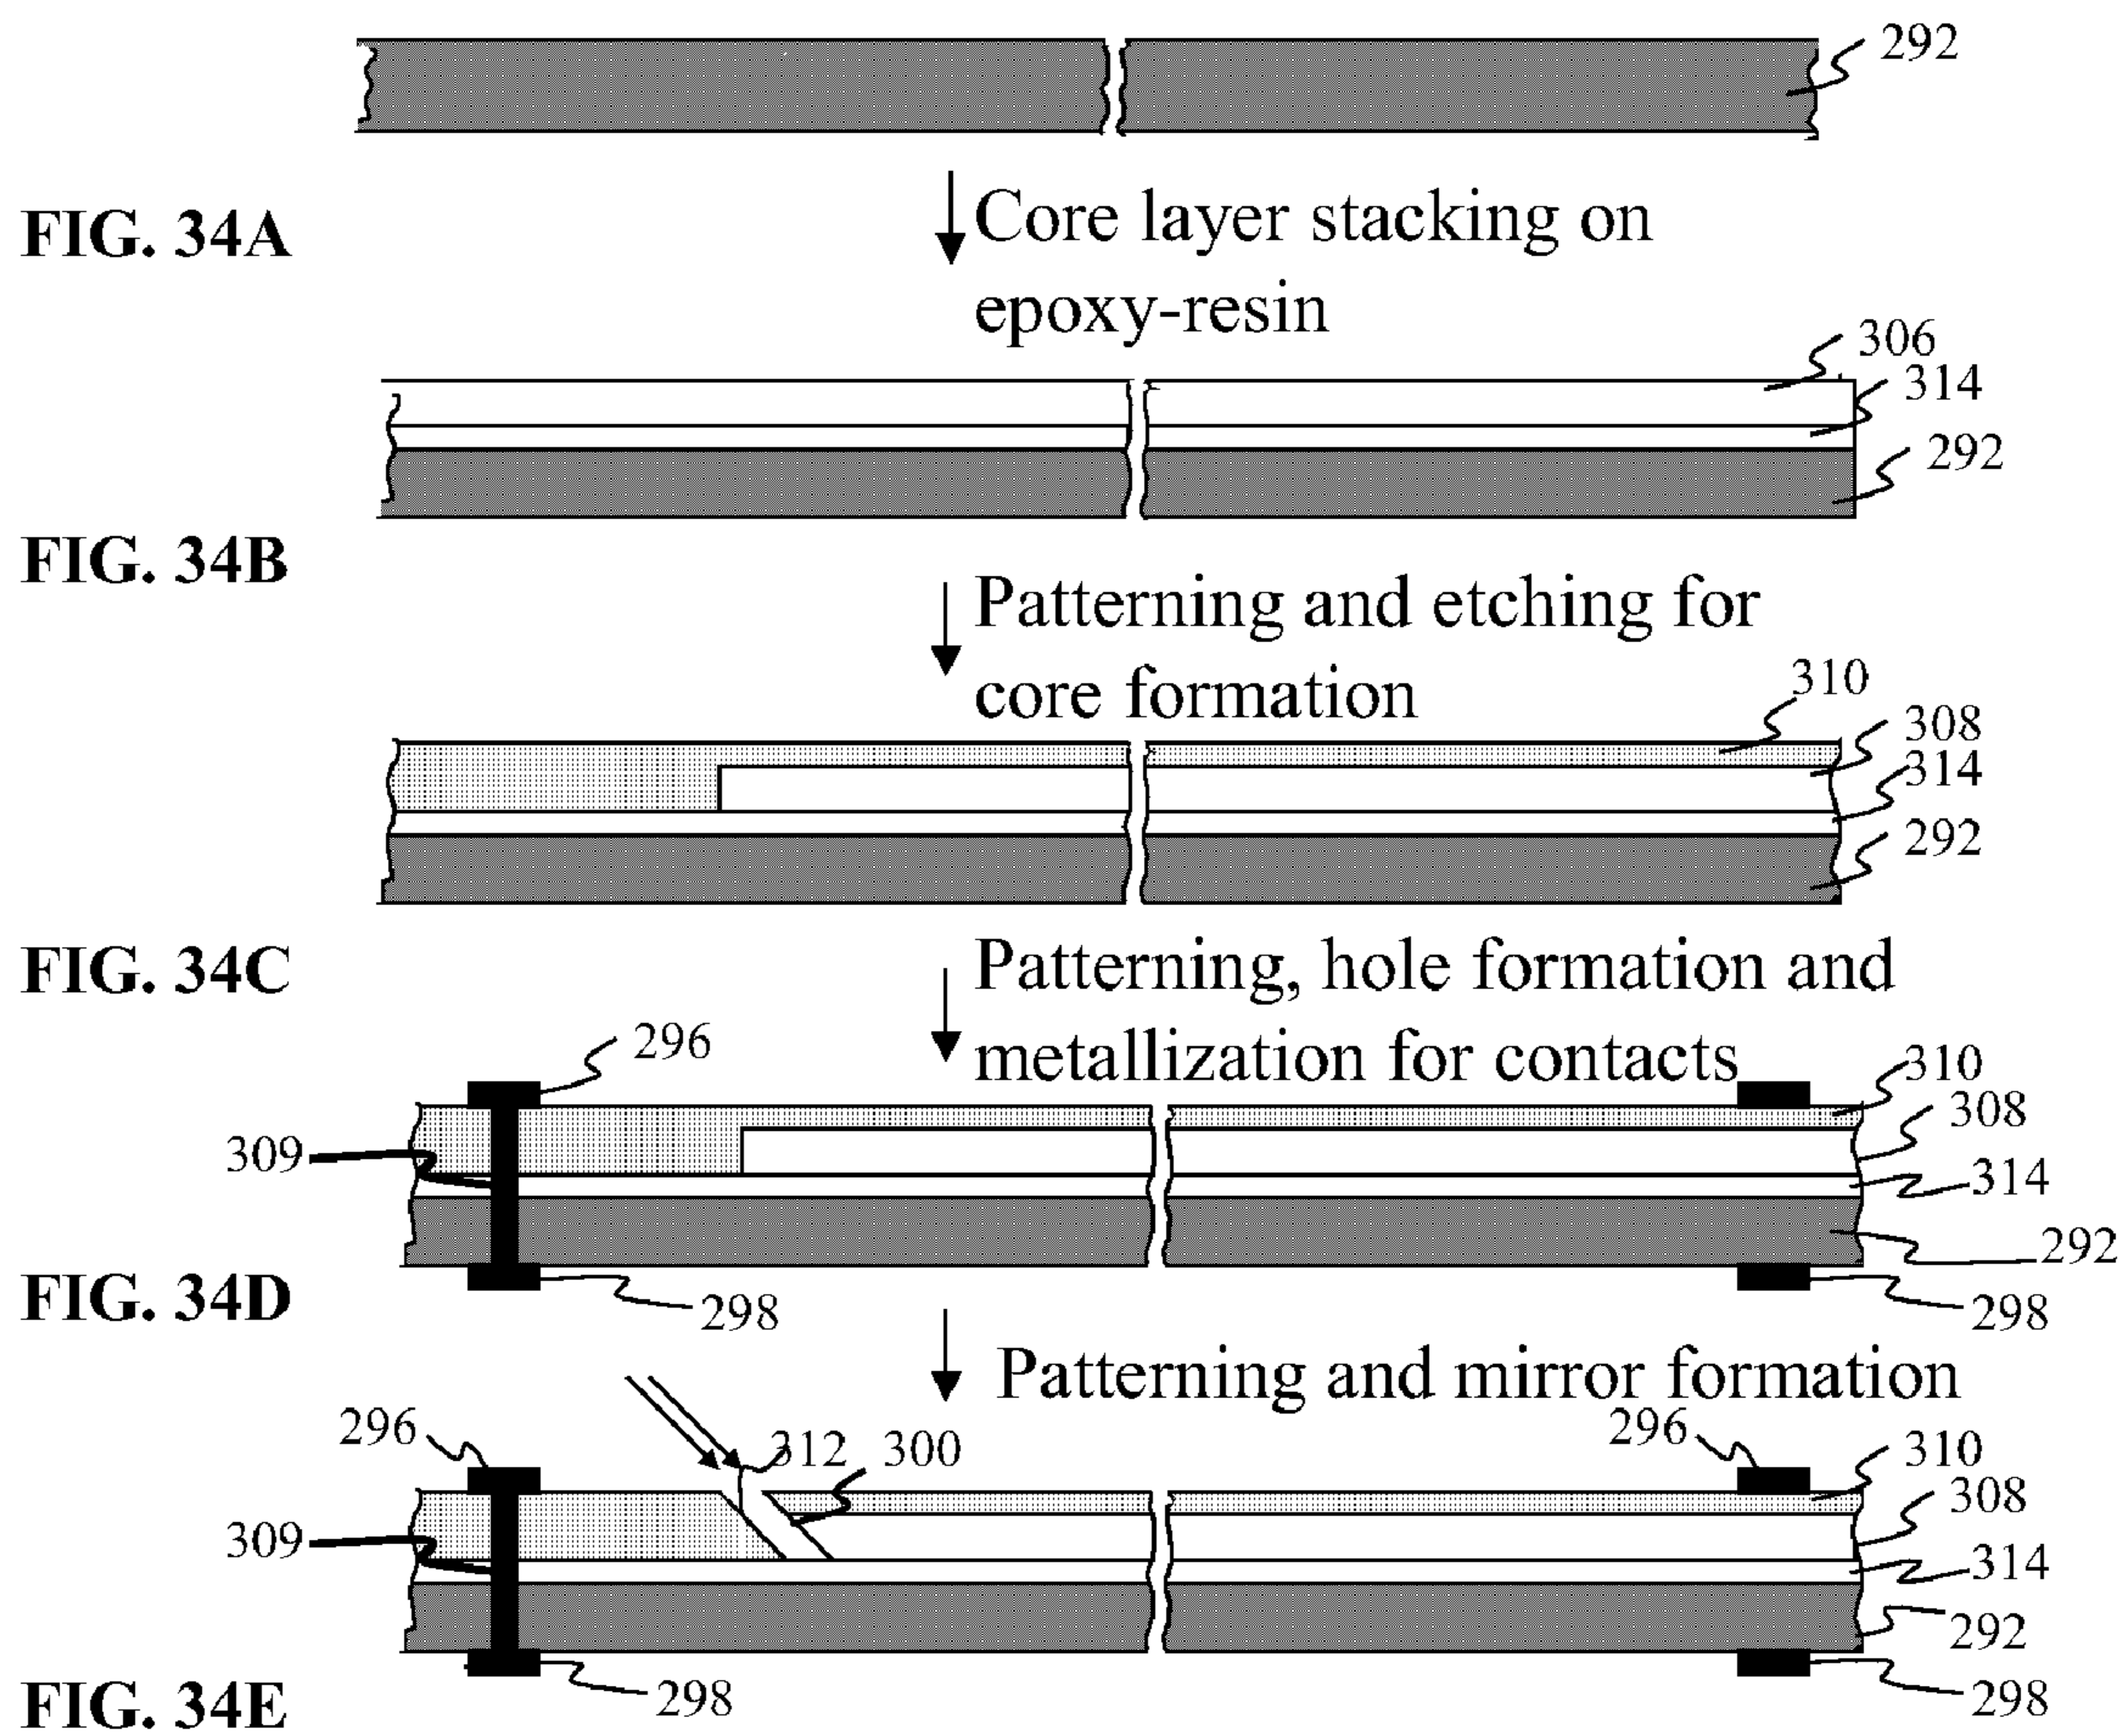 292
FIG. 34A
Core layer stacking on
epoxy-resin
306
314
292
FIG. 34B
Patterning and etching for
core formation
310
308
314
292
FIG. 34C
Patterning, hole formation and
metallization for contacts
296
310
308
309
314
292
298
298
FIG. 34D
Patterning and mirror formation
296
312
300
296
310
308
309
314
292
298
298
FIG. 34E